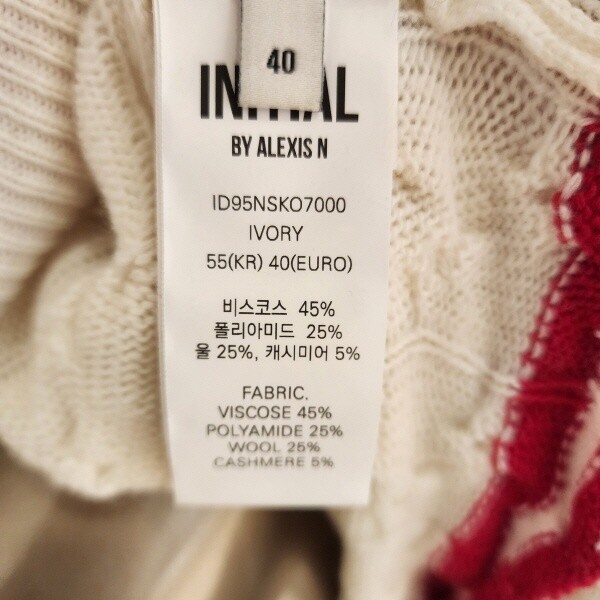 40
INITIAL
BY ALEXIS N
ID95NSKO7000
IVORY
55(KR) 40(EURO)
비스코스 45%
폴리아미드 25%
울 25%, 캐시미어 5%
FABRIC.
VISCOSE 45%
POLYAMIDE 25%
WOOL 25%
CASHMERE 5%